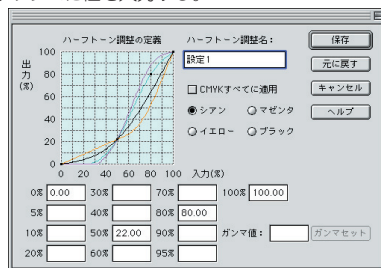 ハーフトーン調整の定義
ハーフトーン調整名：
設定1
CMYKすべてに適用
シアン
マゼンタ
イエロー
ブラック
保存
元に戻す
キャンセル
ヘルプ
出力(%)
100
80
60
40
20
0
0 20 40 60 80 100 入力(%)
0% 0.00 30% 70% 100% 100.00
5% 40% 80% 80.00
10% 50% 22.00 90% ガンマ値： ガンマセット
20% 60% 95%